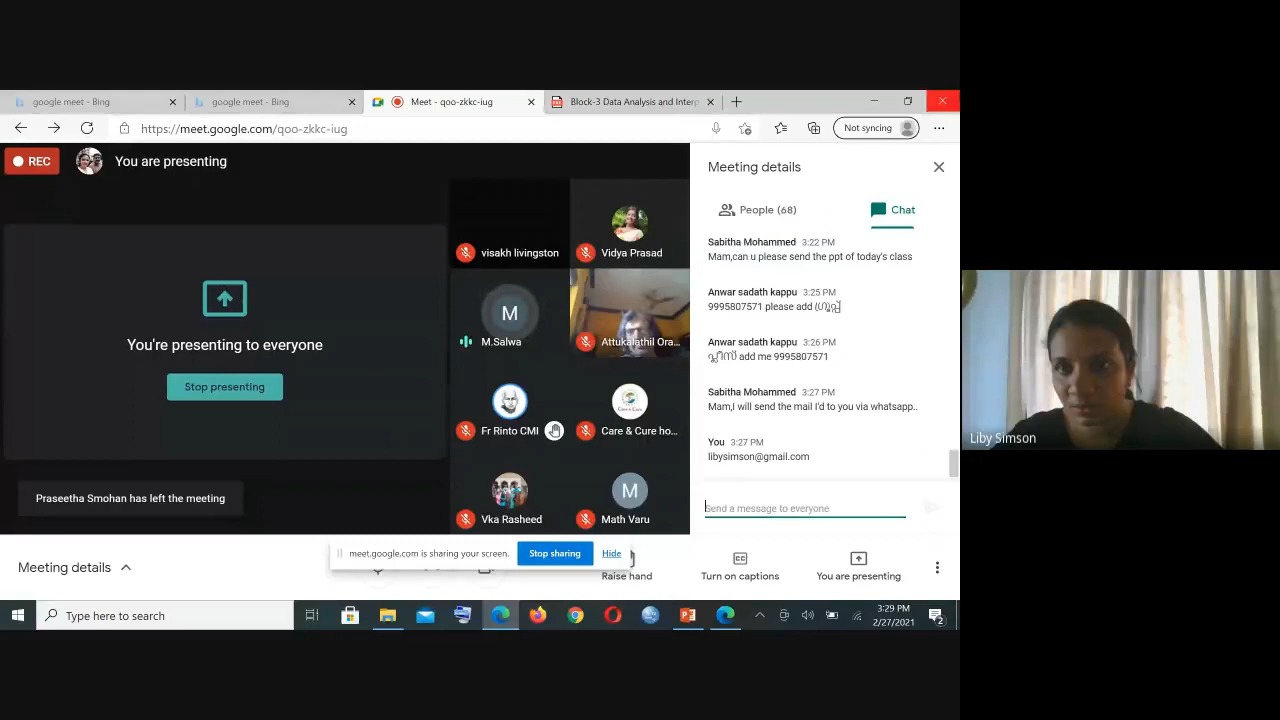 google meet - Bing
google meet - Bing
Meet - qoo-zkkc-iug
Block-3 Data Analysis and Interp
https://meet.google.com/qoo-zkkc-iug
Not syncing
REC
You are presenting
Meeting details
People (68)
Chat
Sabitha Mohammed 3:22 PM
Mam,can u please send the ppt of today's class
Anwar sadath kappu 3:25 PM
9995807571 please add ഗ്രൂപ്പ്
Anwar sadath kappu 3:26 PM
പ്ലീസ് add me 9995807571
Sabitha Mohammed 3:27 PM
Mam,I will send the mail I'd to you via whatsapp..
You 3:27 PM
libysimson@gmail.com
Send a message to everyone
You're presenting to everyone
Stop presenting
Praseetha Smohan has left the meeting
visakh livingston
Vidya Prasad
M
M.Salwa
Attukalathil Ora...
Fr Rinto CMI
Care & Cure ho...
Vka Rasheed
M
Math Varu
meet.google.com is sharing your screen.
Stop sharing
Hide
Meeting details
Raise hand
Turn on captions
You are presenting
Type here to search
3:29 PM
2/27/2021
2
Liby Simson